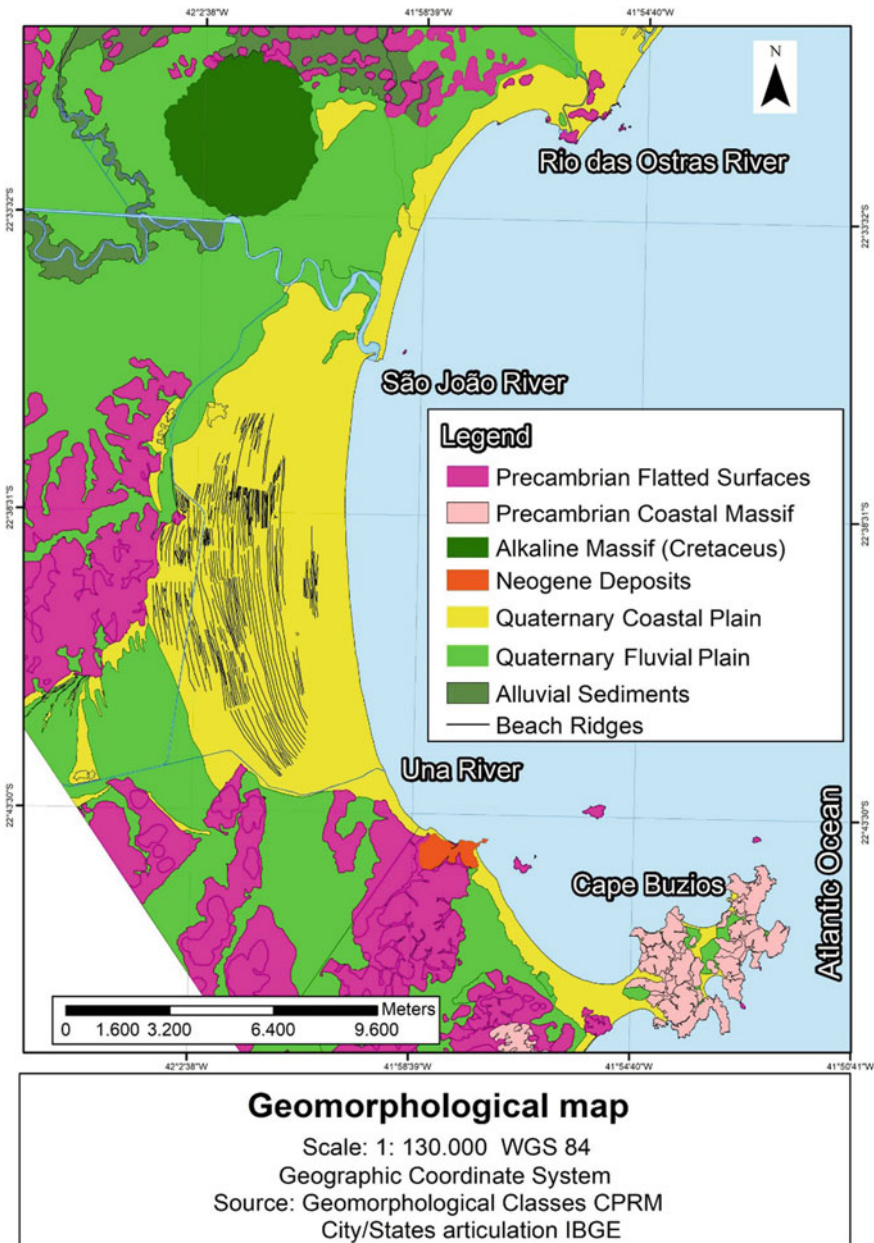 42°2'38"W 41°58'39"W 41°54'40"W
N
Rio das Ostras River
22°33'32"S 22°33'32"S
São João River
Legend
Precambrian Flatted Surfaces
Precambrian Coastal Massif
Alkaline Massif (Cretaceus)
Neogene Deposits
Quaternary Coastal Plain
Quaternary Fluvial Plain
Alluvial Sediments
Beach Ridges
22°38'31"S 22°38'31"S
Una River
22°43'30"S 22°43'30"S
Cape Buzios
Atlantic Ocean
Meters
0 1.600 3.200 6.400 9.600
42°2'38"W 41°58'39"W 41°54'40"W 41°50'41"W
Geomorphological map
Scale: 1: 130.000 WGS 84
Geographic Coordinate System
Source: Geomorphological Classes CPRM
City/States articulation IBGE